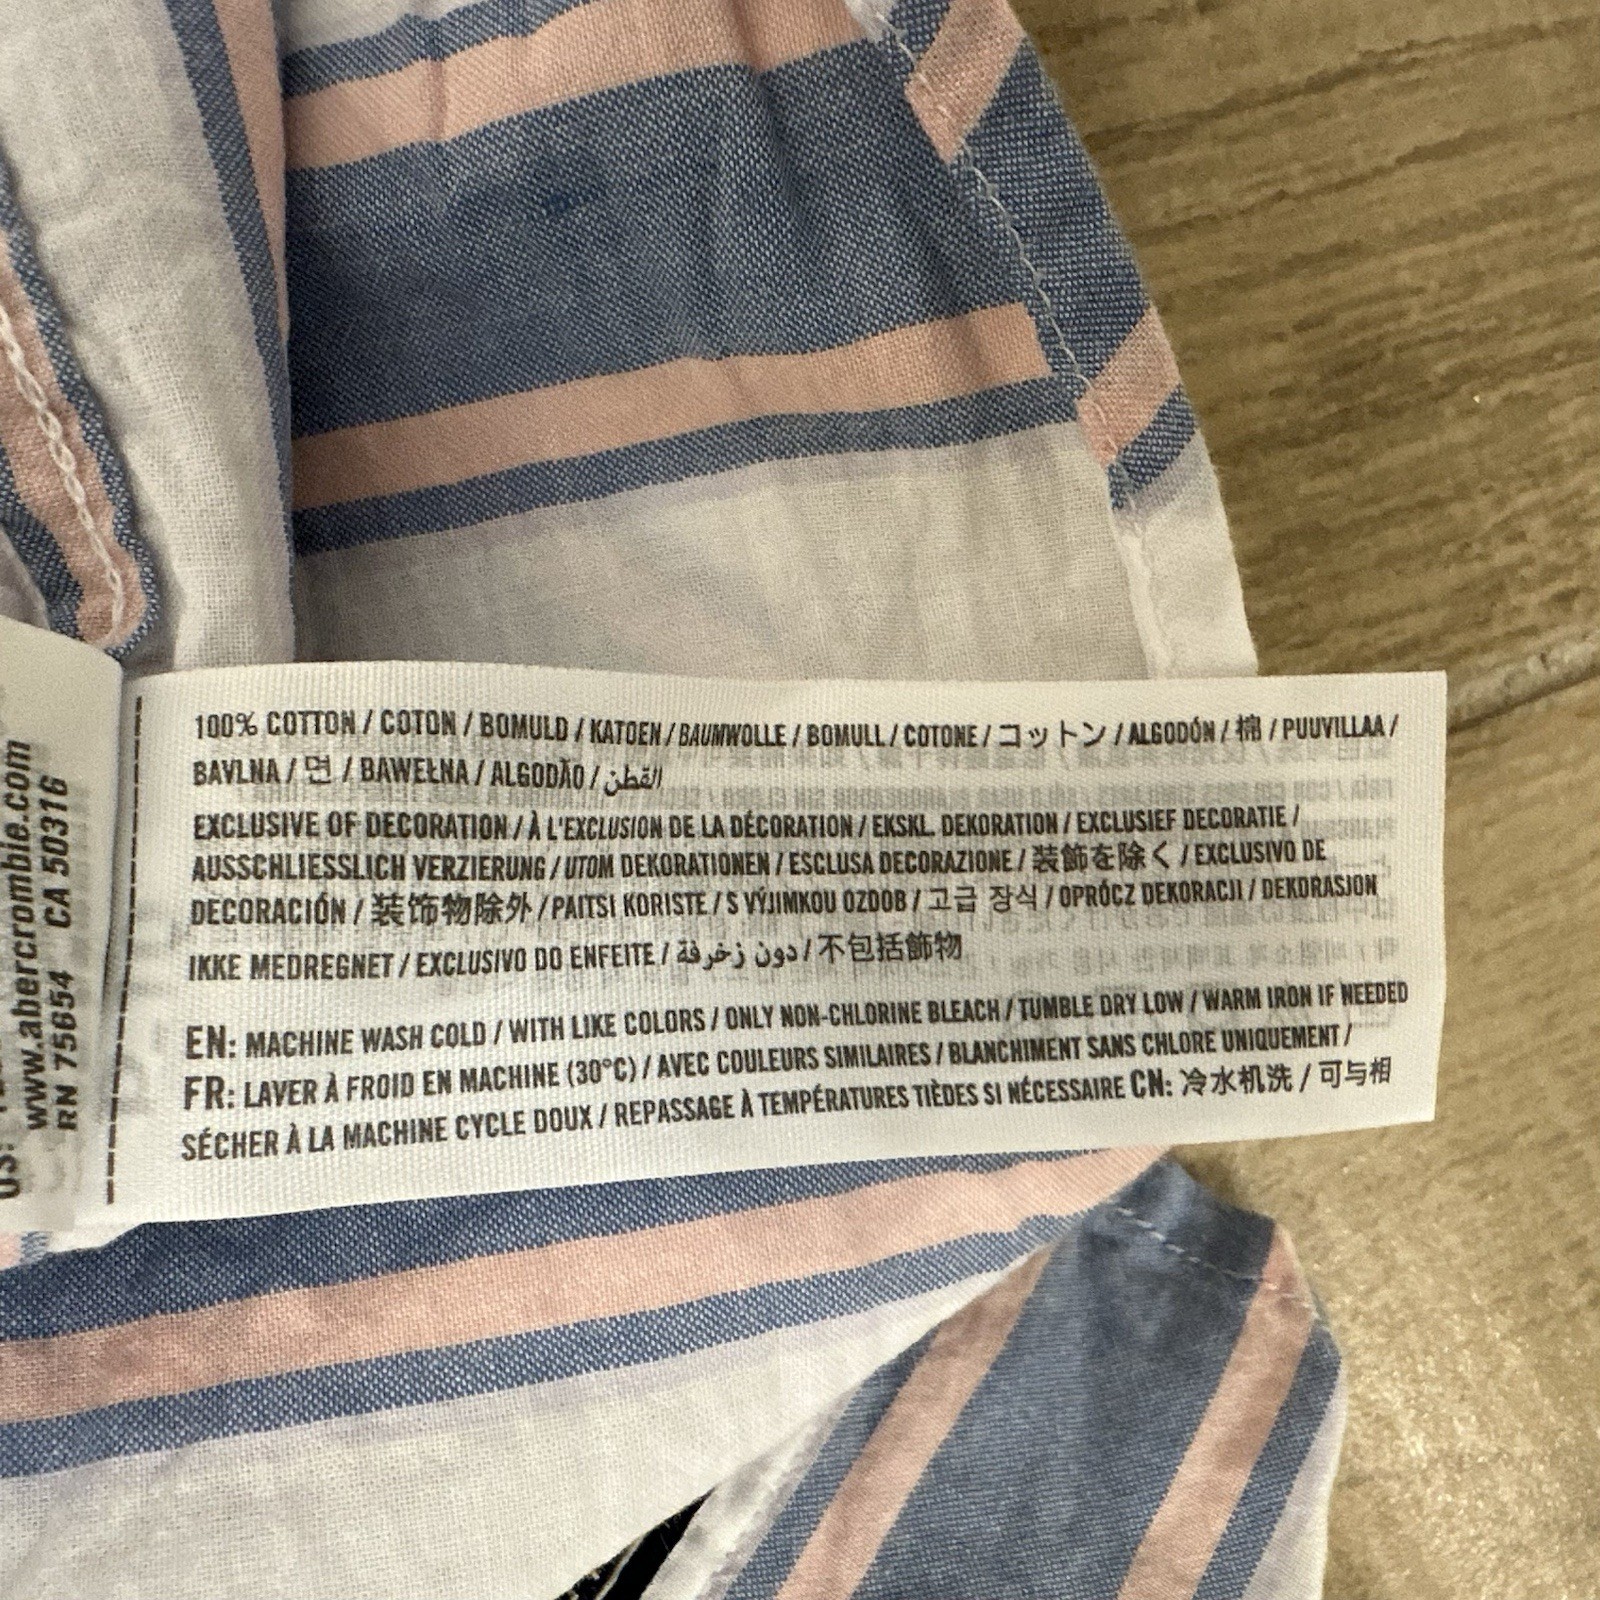 www.abercrombie.com
RN 75654 CA 50316
100% COTTON / COTON / BOMULD / KATOEN / BAUMWOLLE / BOMULL / COTONE / コットン / ALGODÓN / 棉 / PUUVILLAA /
BAVLNA / 면 / BAWEŁNA / ALGODÃO / القطن
EXCLUSIVE OF DECORATION / À L'EXCLUSION DE LA DÉCORATION / EKSKL. DEKORATION / EXCLUSIEF DECORATIE /
AUSSCHLIESSLICH VERZIERUNG / UTOM DEKORATIONEN / ESCLUSA DECORAZIONE / 装飾を除く / EXCLUSIVO DE
DECORACIÓN / 装饰物除外 / PAITSI KORISTE / S VÝJIMKOU OZDOB / 고급 장식 / OPRÓCZ DEKORACJI / DEKORASJON
IKKE MEDREGNET / EXCLUSIVO DO ENFEITE / دون زخرفة / 不包括飾物
EN: MACHINE WASH COLD / WITH LIKE COLORS / ONLY NON-CHLORINE BLEACH / TUMBLE DRY LOW / WARM IRON IF NEEDED
FR: LAVER À FROID EN MACHINE (30°C) / AVEC COULEURS SIMILAIRES / BLANCHIMENT SANS CHLORE UNIQUEMENT /
SÉCHER À LA MACHINE CYCLE DOUX / REPASSAGE À TEMPÉRATURES TIÈDES SI NÉCESSAIRE CN: 冷水机洗 / 可与相